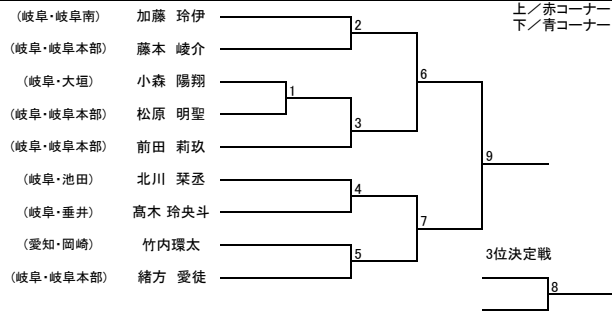 上／赤コーナー
下／青コーナー
(岐阜・岐阜南) 加藤 玲伊
(岐阜・岐阜本部) 藤本 崚介
(岐阜・大垣) 小森 陽翔
(岐阜・岐阜本部) 松原 明聖
(岐阜・岐阜本部) 前田 莉玖
(岐阜・池田) 北川 栞丞
(岐阜・垂井) 髙木 玲央斗
(愛知・岡崎) 竹内環太
(岐阜・岐阜本部) 緒方 愛徒
1
2
3
4
5
6
7
9
3位決定戦
8